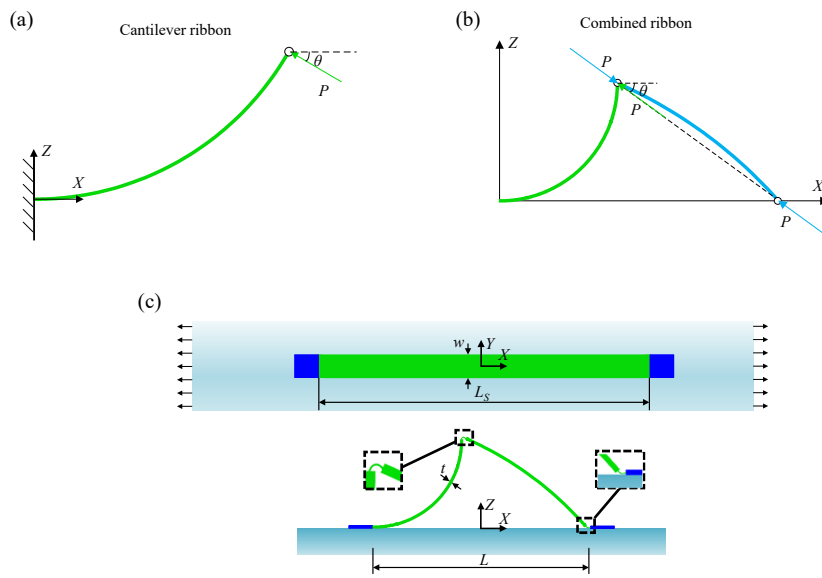 (a)
Cantilever ribbon
θ
P
Z
X
(b)
Combined ribbon
Z
P
θ
P
X
P
(c)
w
Y
X
L_S
t
Z
X
L